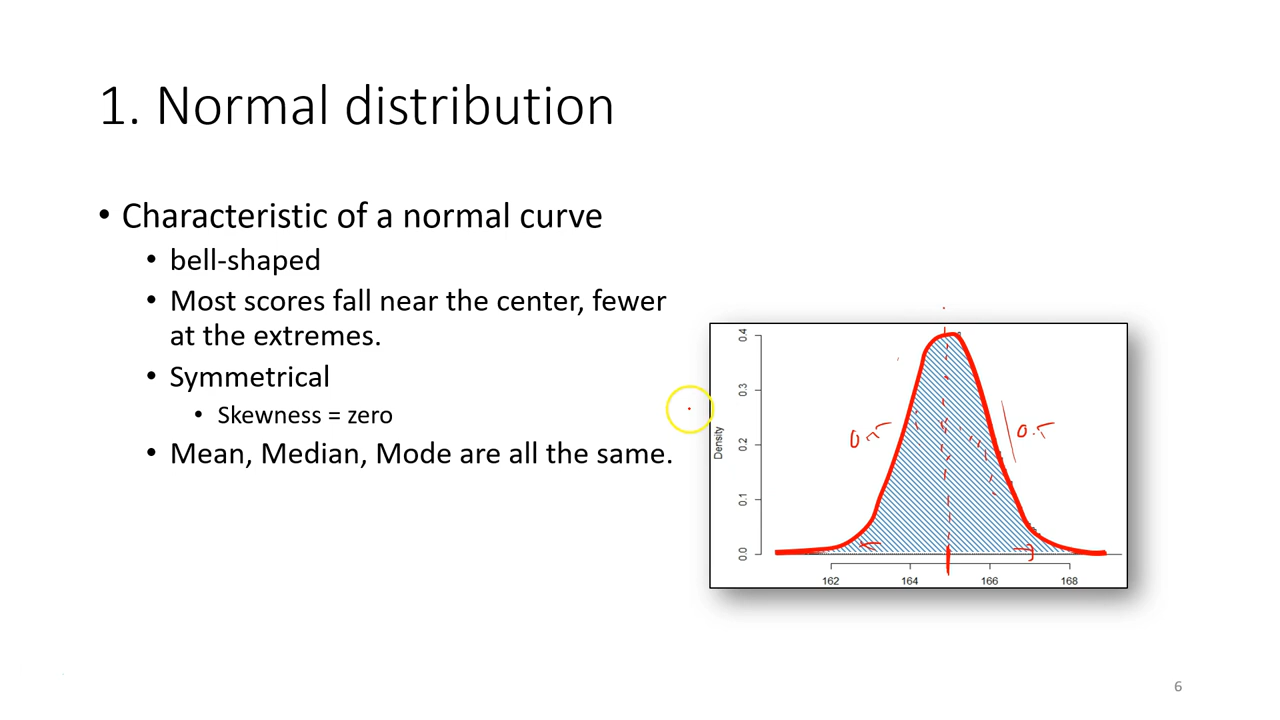 1. Normal distribution
• Characteristic of a normal curve
• bell-shaped
• Most scores fall near the center, fewer
at the extremes.
• Symmetrical
• Skewness = zero
• Mean, Median, Mode are all the same.
Density
0.4
0.3
0.2
0.1
0.0
0.5
0.5
162 164 166 168
6